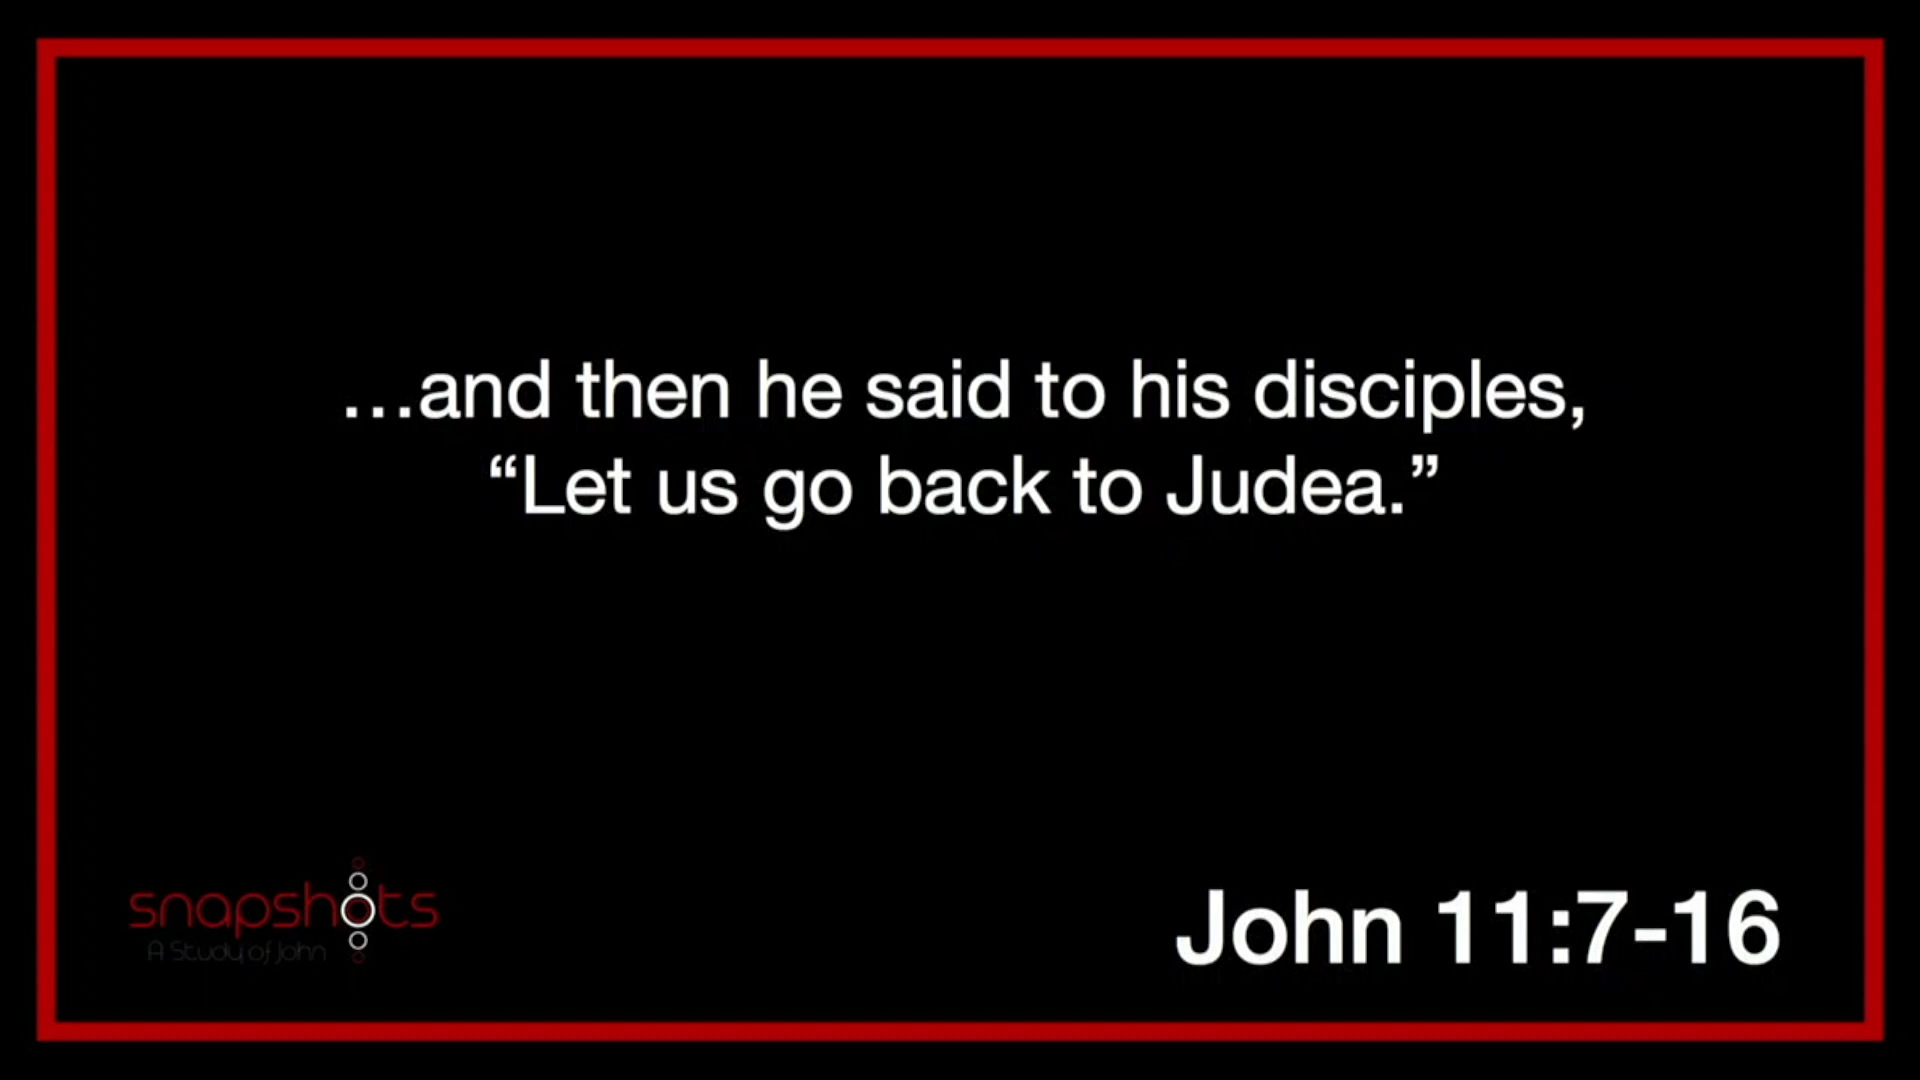 …and then he said to his disciples,
“Let us go back to Judea.”
snapshots
A Study of John
John 11:7-16